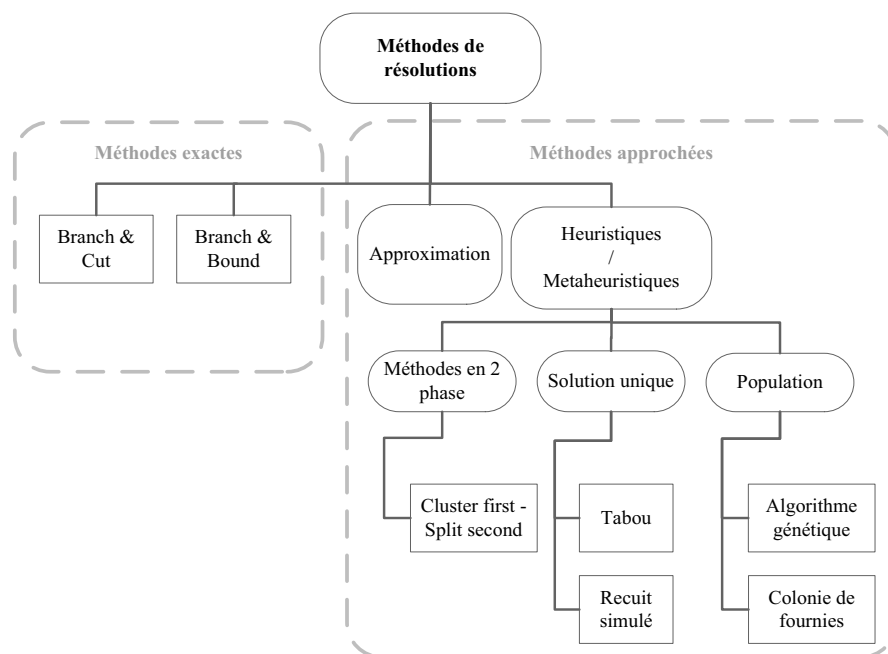 Méthodes de
résolutions
Méthodes exactes
Méthodes approchées
Branch &
Cut
Branch &
Bound
Approximation
Heuristiques
/
Metaheuristiques
Méthodes en 2
phase
Solution unique
Population
Cluster first -
Split second
Tabou
Algorithme
génétique
Recuit
simulé
Colonie de
fournies